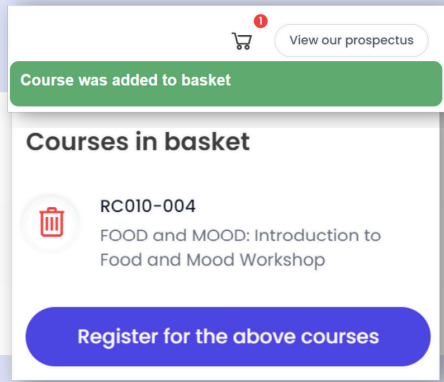 1
View our prospectus
Course was added to basket
Courses in basket
RC010-004
FOOD and MOOD: Introduction to
Food and Mood Workshop
Register for the above courses